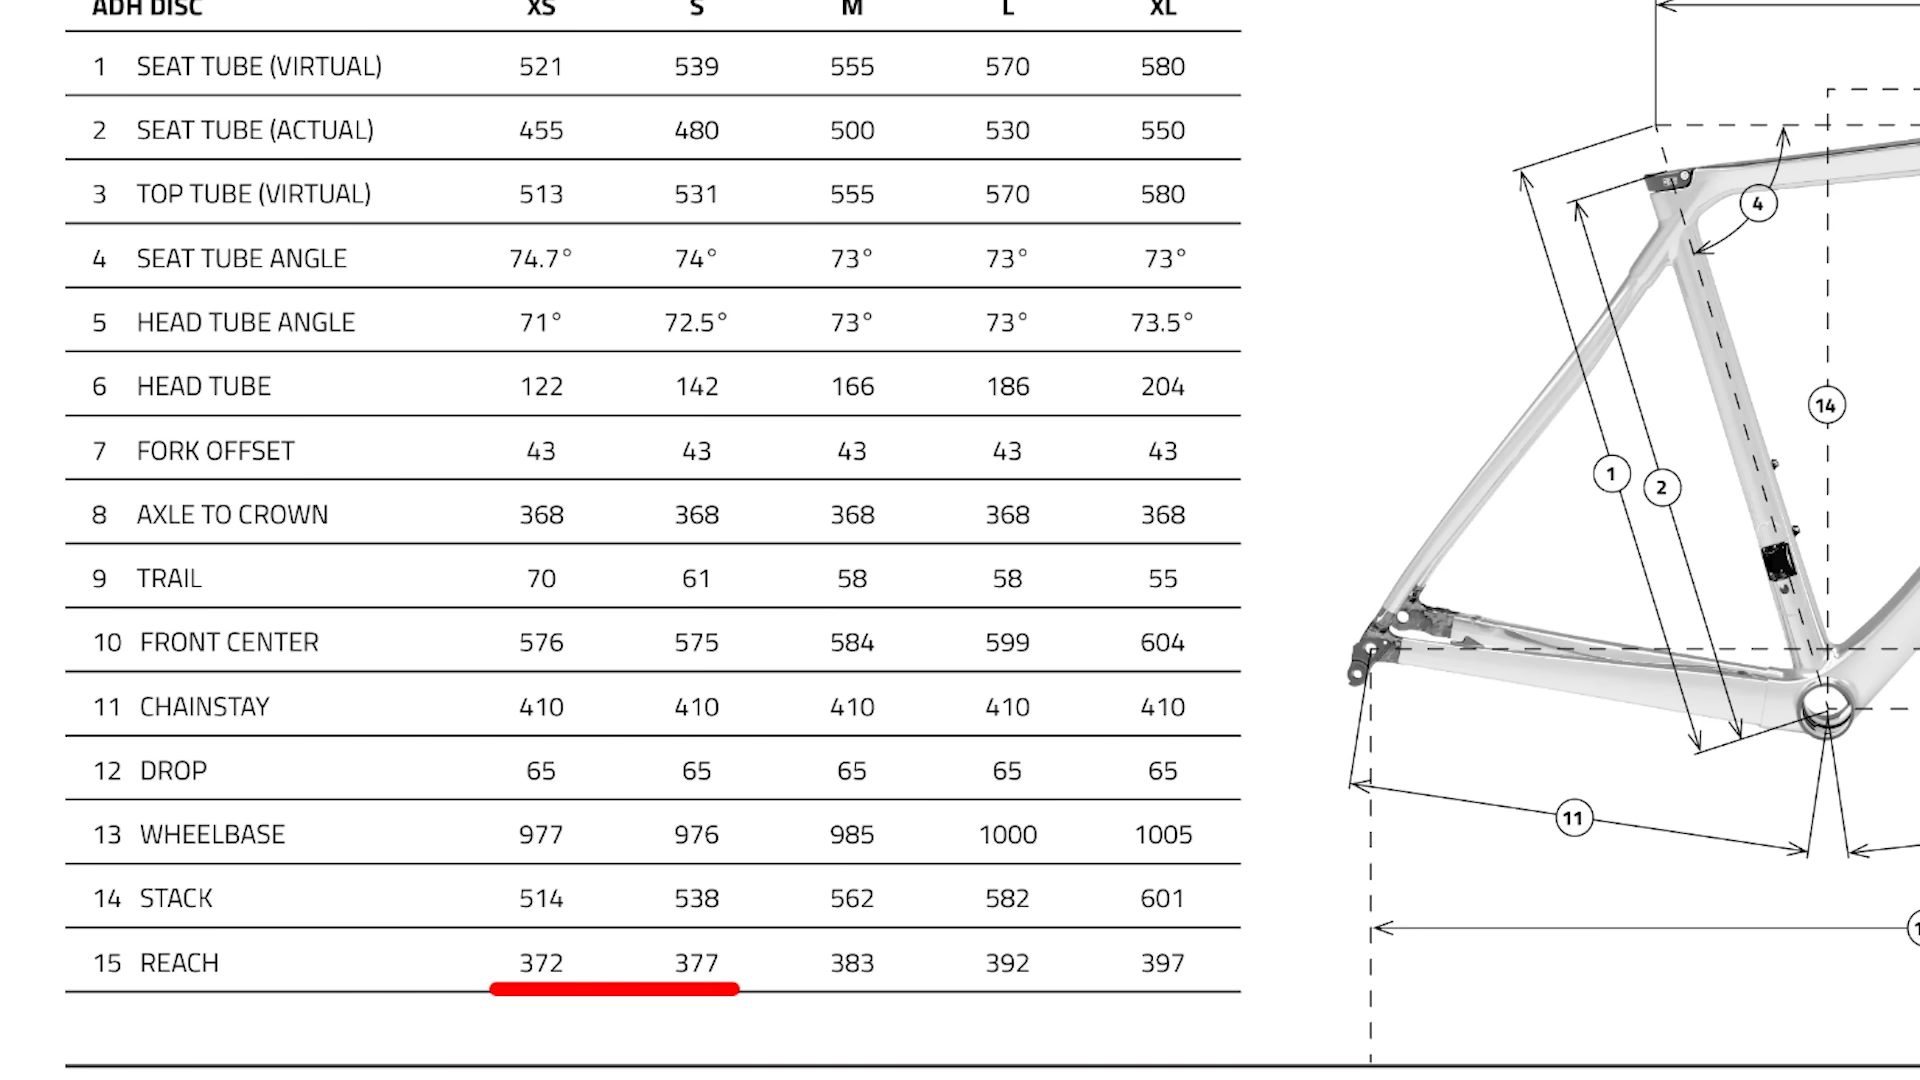 ADH DISC XS S M L XL
1 SEAT TUBE (VIRTUAL) 521 539 555 570 580
2 SEAT TUBE (ACTUAL) 455 480 500 530 550
3 TOP TUBE (VIRTUAL) 513 531 555 570 580
4 SEAT TUBE ANGLE 74.7° 74° 73° 73° 73°
5 HEAD TUBE ANGLE 71° 72.5° 73° 73° 73.5°
6 HEAD TUBE 122 142 166 186 204
7 FORK OFFSET 43 43 43 43 43
8 AXLE TO CROWN 368 368 368 368 368
9 TRAIL 70 61 58 58 55
10 FRONT CENTER 576 575 584 599 604
11 CHAINSTAY 410 410 410 410 410
12 DROP 65 65 65 65 65
13 WHEELBASE 977 976 985 1000 1005
14 STACK 514 538 562 582 601
15 REACH 372 377 383 392 397
4
14
1
2
11